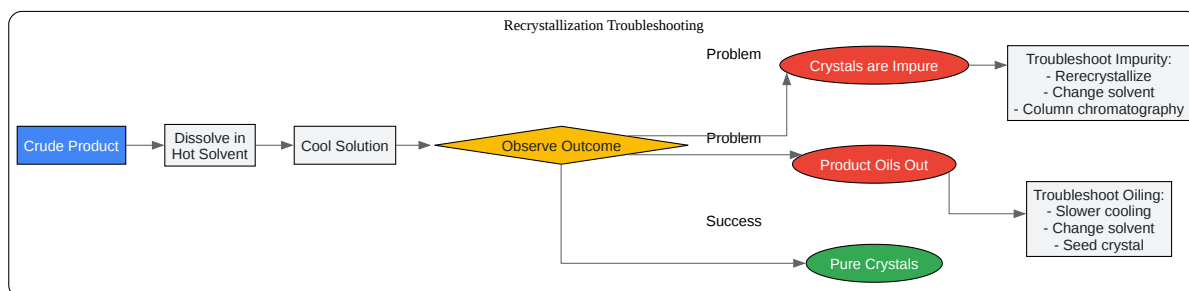 Recrystallization Troubleshooting
Crude Product
Dissolve in
Hot Solvent
Cool Solution
Observe Outcome
Problem
Crystals are Impure
Troubleshoot Impurity:
- Rerecrystallize
- Change solvent
- Column chromatography
Problem
Product Oils Out
Troubleshoot Oiling:
- Slower cooling
- Change solvent
- Seed crystal
Success
Pure Crystals